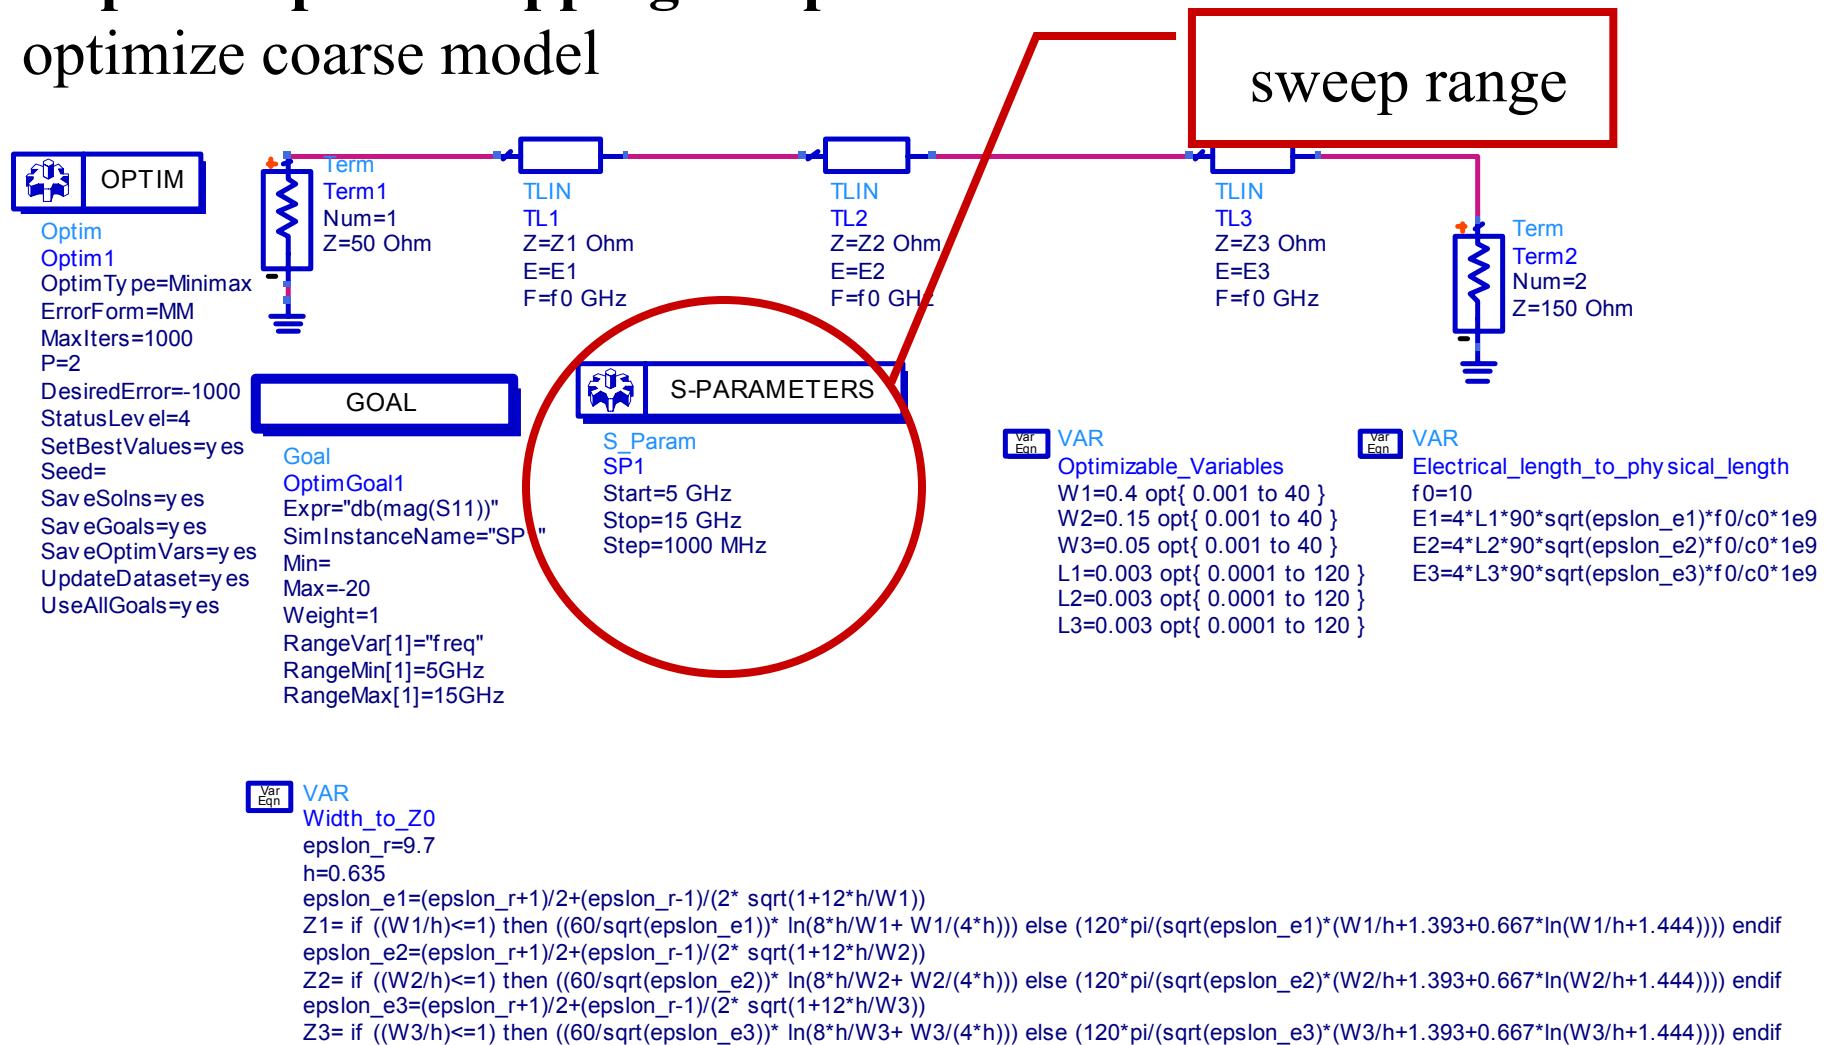 optimize coarse model
sweep range
OPTIM
Optim
Optim1
OptimType=Minimax
ErrorForm=MM
MaxIters=1000
P=2
DesiredError=-1000
StatusLevel=4
SetBestValues=yes
Seed=
SaveSolns=yes
SaveGoals=yes
SaveOptimVars=yes
UpdateDataset=yes
UseAllGoals=yes
Term
Term1
Num=1
Z=50 Ohm
TLIN
TL1
Z=Z1 Ohm
E=E1
F=f0 GHz
TLIN
TL2
Z=Z2 Ohm
E=E2
F=f0 GHz
TLIN
TL3
Z=Z3 Ohm
E=E3
F=f0 GHz
Term
Term2
Num=2
Z=150 Ohm
GOAL
Goal
OptimGoal1
Expr="db(mag(S11))"
SimInstanceName="SP1"
Min=
Max=-20
Weight=1
RangeVar[1]="freq"
RangeMin[1]=5GHz
RangeMax[1]=15GHz
S-PARAMETERS
S_Param
SP1
Start=5 GHz
Stop=15 GHz
Step=1000 MHz
Var
Eqn
VAR
Optimizable_Variables
W1=0.4 opt{ 0.001 to 40 }
W2=0.15 opt{ 0.001 to 40 }
W3=0.05 opt{ 0.001 to 40 }
L1=0.003 opt{ 0.0001 to 120 }
L2=0.003 opt{ 0.0001 to 120 }
L3=0.003 opt{ 0.0001 to 120 }
Var
Eqn
VAR
Electrical_length_to_physical_length
f0=10
E1=4*L1*90*sqrt(epslon_e1)*f0/c0*1e9
E2=4*L2*90*sqrt(epslon_e2)*f0/c0*1e9
E3=4*L3*90*sqrt(epslon_e3)*f0/c0*1e9
Var
Eqn
VAR
Width_to_Z0
epslon_r=9.7
h=0.635
epslon_e1=(epslon_r+1)/2+(epslon_r-1)/(2* sqrt(1+12*h/W1))
Z1= if ((W1/h)<=1) then ((60/sqrt(epslon_e1))* ln(8*h/W1+ W1/(4*h))) else (120*pi/(sqrt(epslon_e1)*(W1/h+1.393+0.667*ln(W1/h+1.444)))) endif
epslon_e2=(epslon_r+1)/2+(epslon_r-1)/(2* sqrt(1+12*h/W2))
Z2= if ((W2/h)<=1) then ((60/sqrt(epslon_e2))* ln(8*h/W2+ W2/(4*h))) else (120*pi/(sqrt(epslon_e2)*(W2/h+1.393+0.667*ln(W2/h+1.444)))) endif
epslon_e3=(epslon_r+1)/2+(epslon_r-1)/(2* sqrt(1+12*h/W3))
Z3= if ((W3/h)<=1) then ((60/sqrt(epslon_e3))* ln(8*h/W3+ W3/(4*h))) else (120*pi/(sqrt(epslon_e3)*(W3/h+1.393+0.667*ln(W3/h+1.444)))) endif